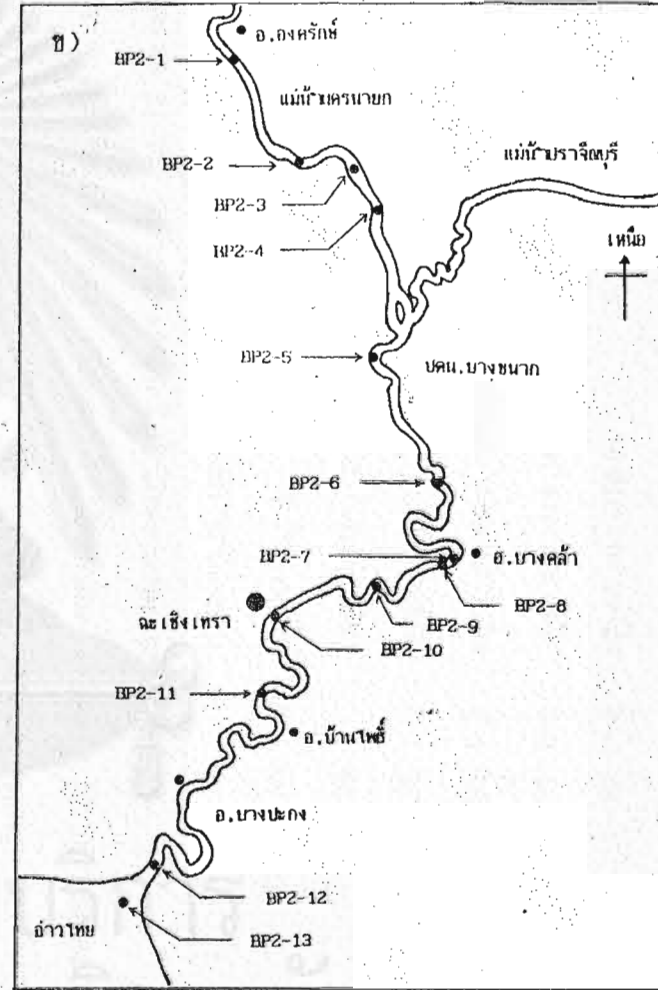 ข)
อ.องครักษ์
BP2-1
แม่น้ำนครนายก
BP2-2
แม่น้ำปราจีนบุรี
BP2-3
BP2-4
เหนือ
BP2-5
ปตน.บางขนาก
BP2-6
BP2-7
อ.บางคล้า
BP2-8
ฉะเชิงเทรา
BP2-9
BP2-10
BP2-11
อ.บ้านโพธิ์
อ.บางปะกง
BP2-12
อ่าวไทย
BP2-13